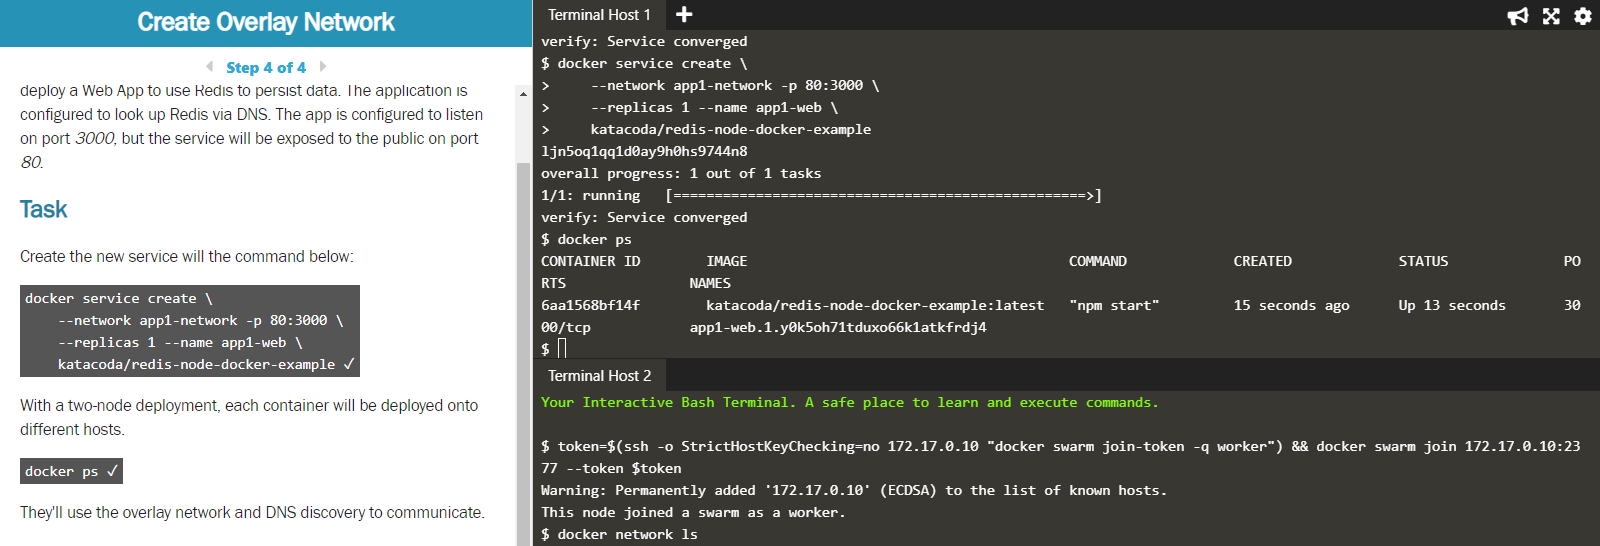 Create Overlay Network
Step 4 of 4
deploy a Web App to use Redis to persist data. The application is
configured to look up Redis via DNS. The app is configured to listen
on port 3000, but the service will be exposed to the public on port
80.
Task
Create the new service will the command below:
docker service create \
--network app1-network -p 80:3000 \
--replicas 1 --name app1-web \
katacoda/redis-node-docker-example ✓
With a two-node deployment, each container will be deployed onto
different hosts.
docker ps ✓
They'll use the overlay network and DNS discovery to communicate.
Terminal Host 1 +
verify: Service converged
$ docker service create \
>     --network app1-network -p 80:3000 \
>     --replicas 1 --name app1-web \
>     katacoda/redis-node-docker-example
ljn5oq1qq1d0ay9h0hs9744n8
overall progress: 1 out of 1 tasks
1/1: running   [==================================================>]
verify: Service converged
$ docker ps
CONTAINER ID        IMAGE                                       COMMAND             CREATED             STATUS              PO
RTS               NAMES
6aa1568bf14f        katacoda/redis-node-docker-example:latest   "npm start"         15 seconds ago      Up 13 seconds       30
00/tcp            app1-web.1.y0k5oh71tduxo66k1atkfrdj4
$
Terminal Host 2
Your Interactive Bash Terminal. A safe place to learn and execute commands.
$ token=$(ssh -o StrictHostKeyChecking=no 172.17.0.10 "docker swarm join-token -q worker") && docker swarm join 172.17.0.10:23
77 --token $token
Warning: Permanently added '172.17.0.10' (ECDSA) to the list of known hosts.
This node joined a swarm as a worker.
$ docker network ls